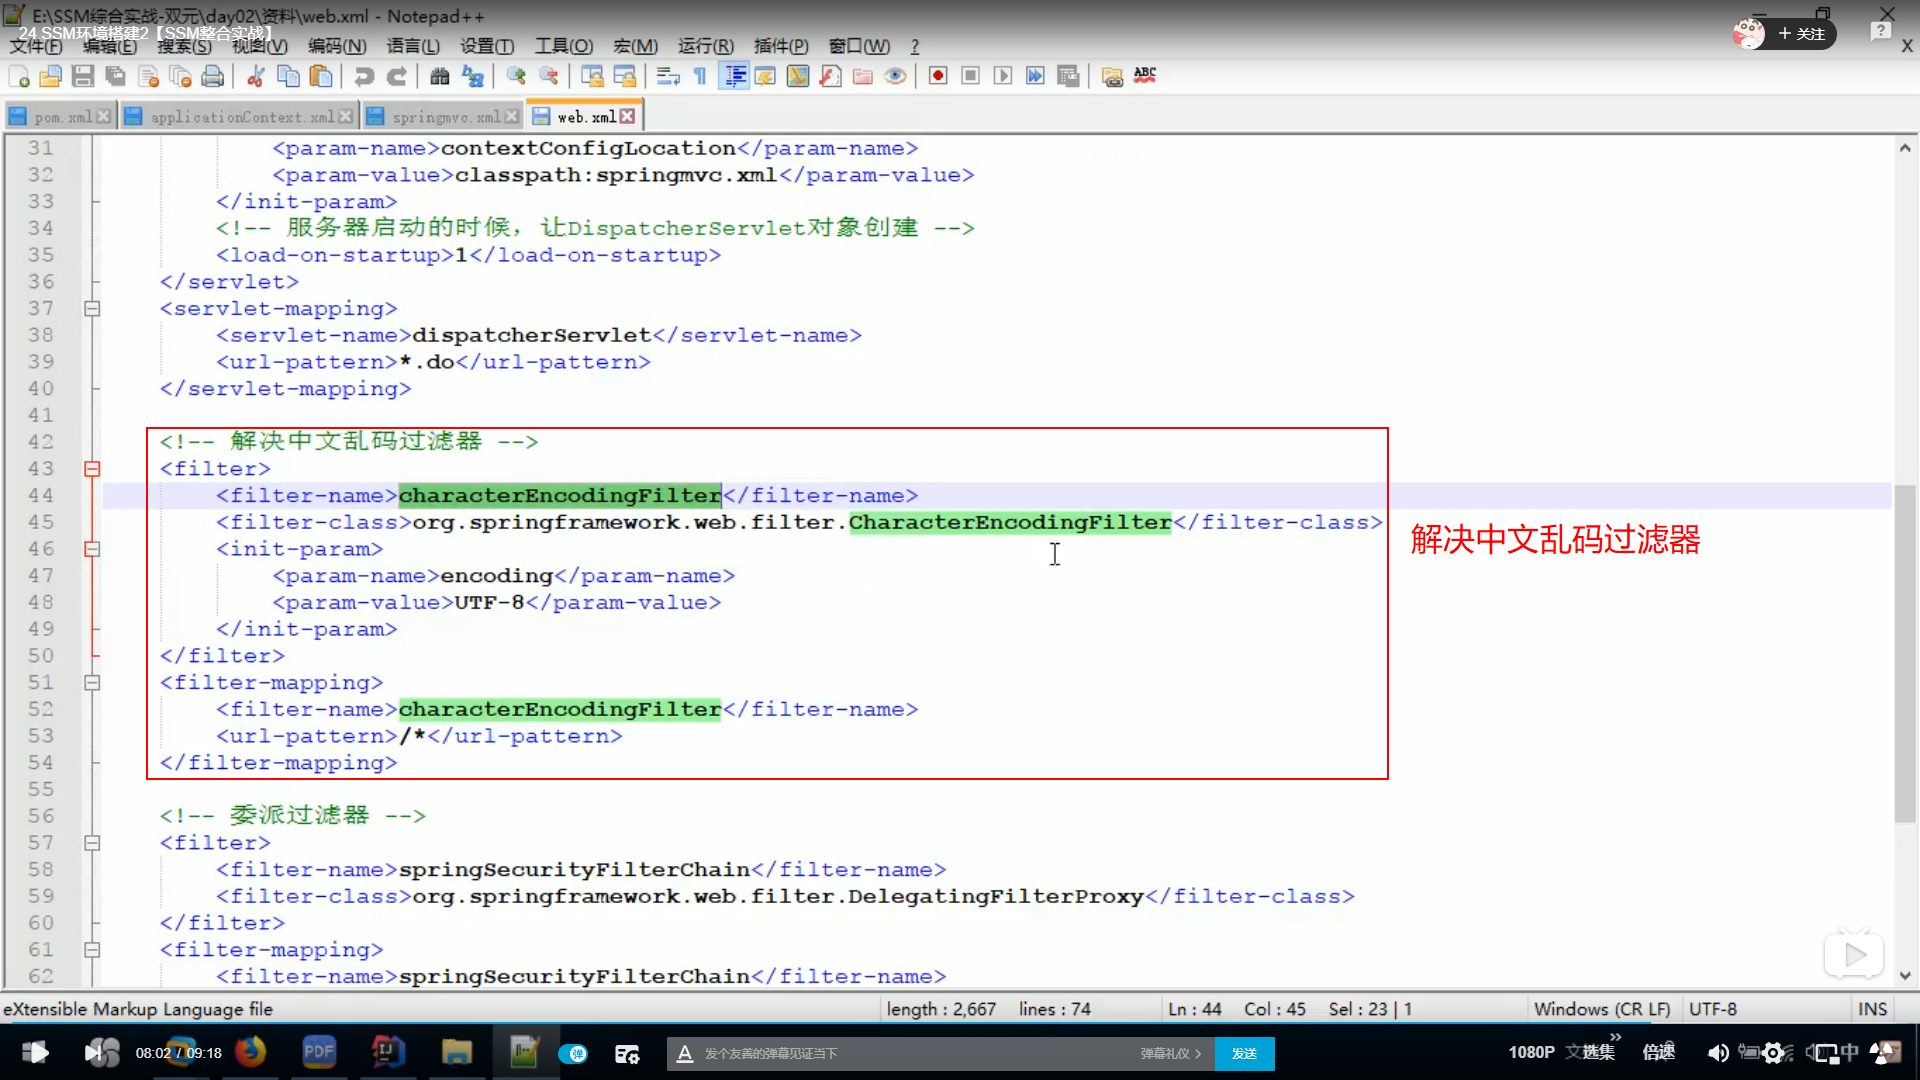 E:\SSM综合实战-双元\day02\资料\web.xml - Notepad++
24.SSM环境搭建2【SSM整合实战】
+ 关注
文件(F) 编辑(E) 搜索(S) 视图(V) 编码(N) 语言(L) 设置(T) 工具(O) 宏(M) 运行(R) 插件(P) 窗口(W) ?
pom.xml applicationContext.xml springmvc.xml web.xml
31 <param-name>contextConfigLocation</param-name>
32 <param-value>classpath:springmvc.xml</param-value>
33 </init-param>
34 <!-- 服务器启动的时候，让DispatcherServlet对象创建 -->
35 <load-on-startup>1</load-on-startup>
36 </servlet>
37 <servlet-mapping>
38 <servlet-name>dispatcherServlet</servlet-name>
39 <url-pattern>*.do</url-pattern>
40 </servlet-mapping>
41
42 <!-- 解决中文乱码过滤器 -->
43 <filter>
44 <filter-name>characterEncodingFilter</filter-name>
45 <filter-class>org.springframework.web.filter.CharacterEncodingFilter</filter-class>
解决中文乱码过滤器
46 <init-param>
47 <param-name>encoding</param-name>
48 <param-value>UTF-8</param-value>
49 </init-param>
50 </filter>
51 <filter-mapping>
52 <filter-name>characterEncodingFilter</filter-name>
53 <url-pattern>/*</url-pattern>
54 </filter-mapping>
55
56 <!-- 委派过滤器 -->
57 <filter>
58 <filter-name>springSecurityFilterChain</filter-name>
59 <filter-class>org.springframework.web.filter.DelegatingFilterProxy</filter-class>
60 </filter>
61 <filter-mapping>
62 <filter-name>springSecurityFilterChain</filter-name>
eXtensible Markup Language file length : 2,667 lines : 74 Ln : 44 Col : 45 Sel : 23 | 1 Windows (CR LF) UTF-8 INS
08:02 / 09:18 PDF IJ 弹 A 发个友善的弹幕见证当下 弹幕礼仪 > 发送 1080P 选集 倍速 中